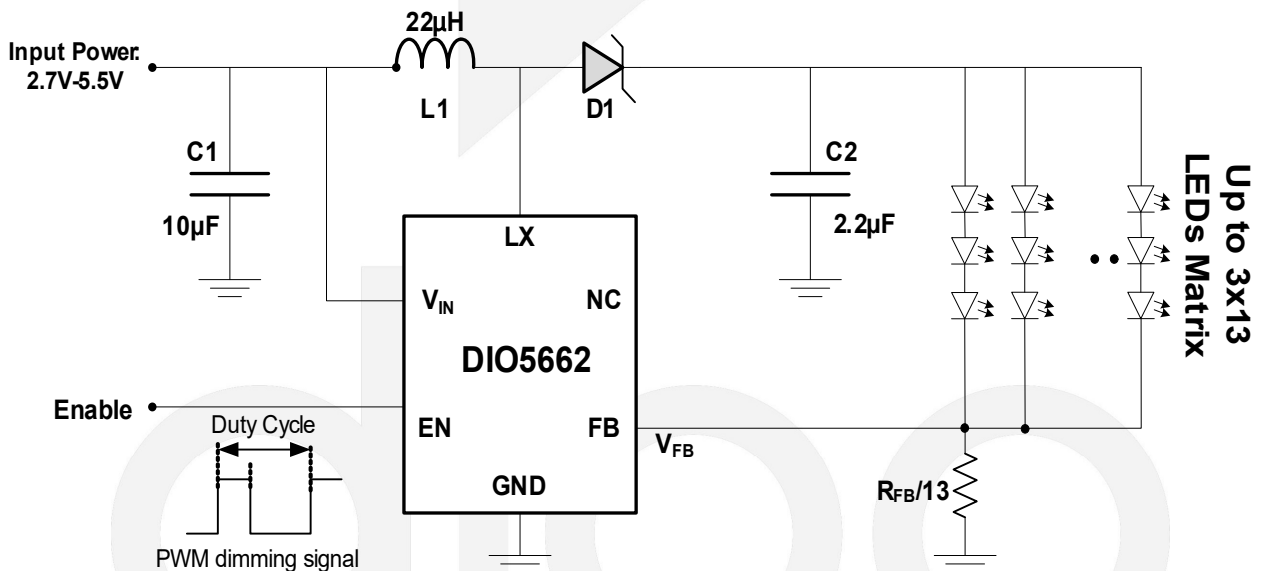 22µH
Input Power:
2.7V-5.5V
L1
D1
C1
10µF
C2
2.2µF
Up to 3x13
LEDs Matrix
LX
VIN
NC
DIO5662
Enable
EN
FB
VFB
GND
Duty Cycle
RFB/13
PWM dimming signal
dioo